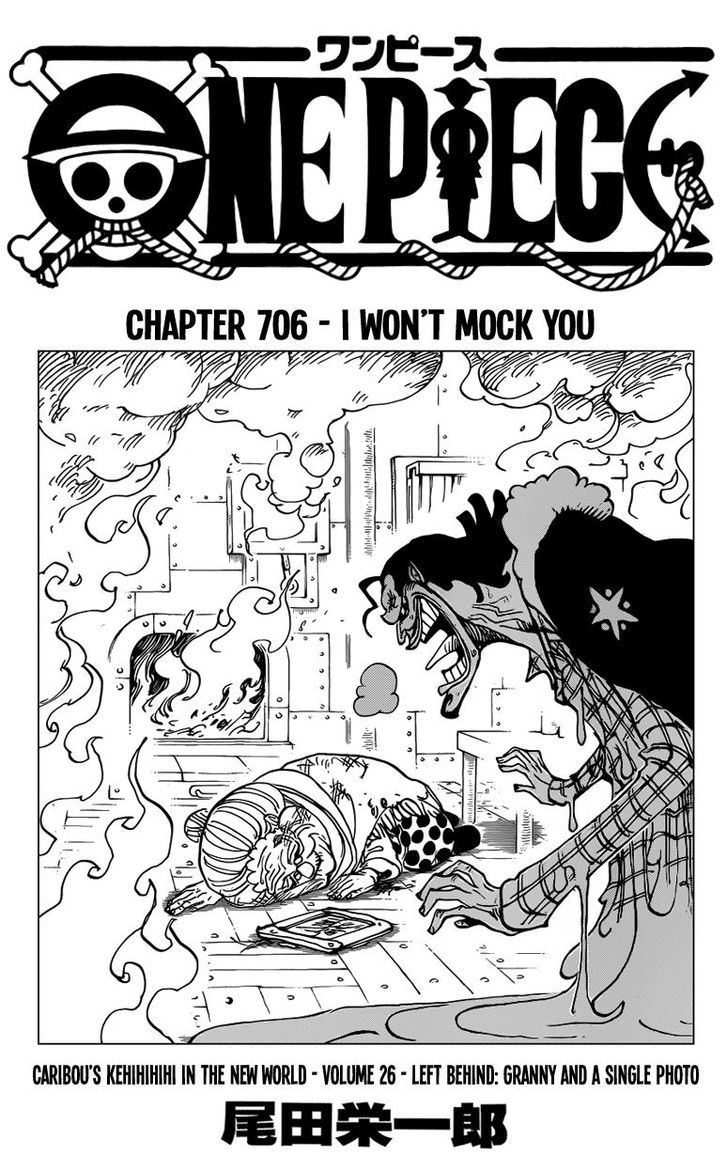 ワンピース
ONE PIECE
CHAPTER 706 - I WON'T MOCK YOU
CARIBOU'S KEHIHIHIHI IN THE NEW WORLD - VOLUME 26 - LEFT BEHIND: GRANNY AND A SINGLE PHOTO
尾田栄一郎